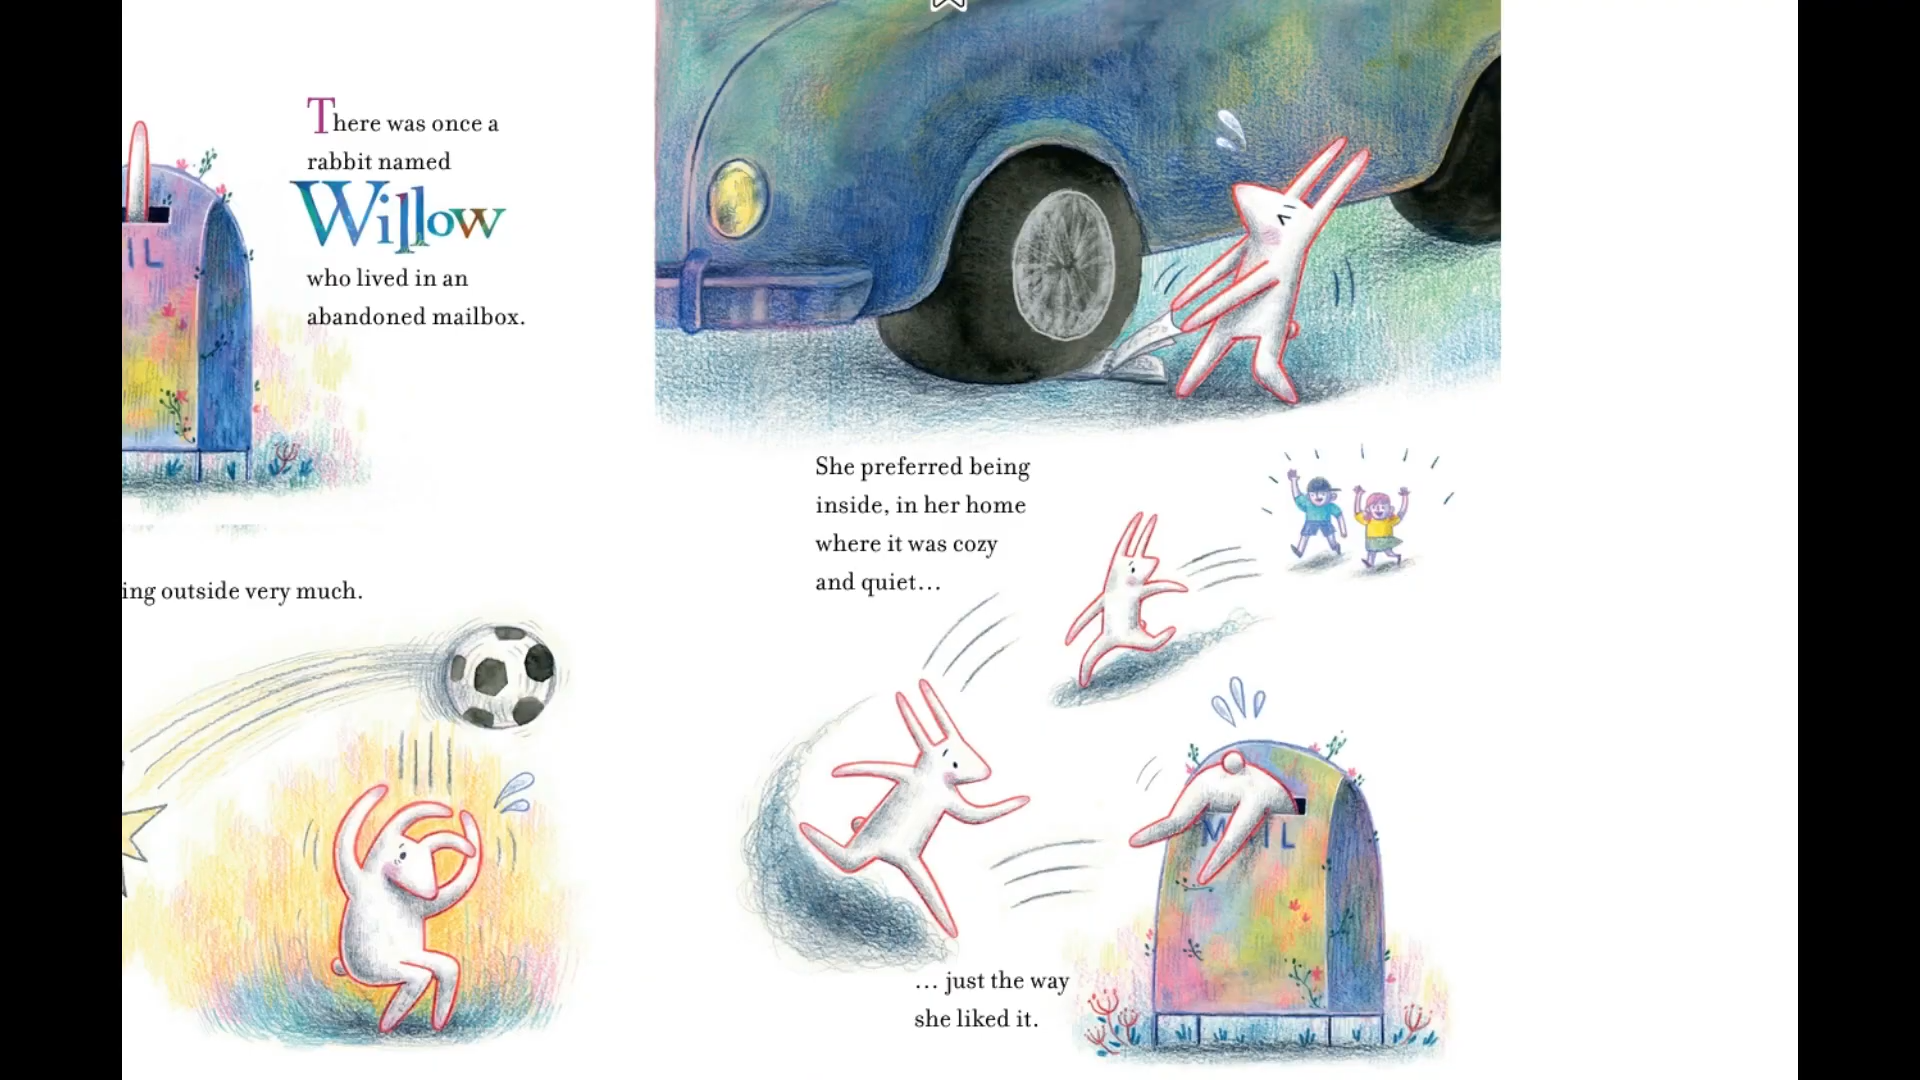 There was once a
rabbit named
Willow
who lived in an
abandoned mailbox.
IL
ing outside very much.
She preferred being
inside, in her home
where it was cozy
and quiet…
… just the way
she liked it.